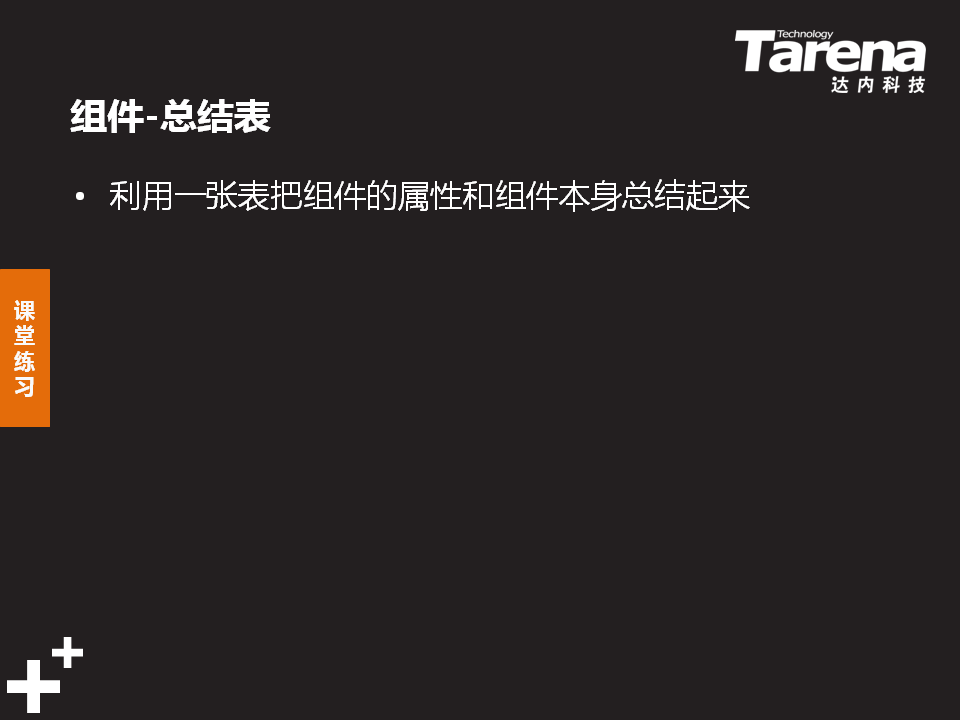 Technology
Tarena
达内科技
组件-总结表
• 利用一张表把组件的属性和组件本身总结起来
课
堂
练
习